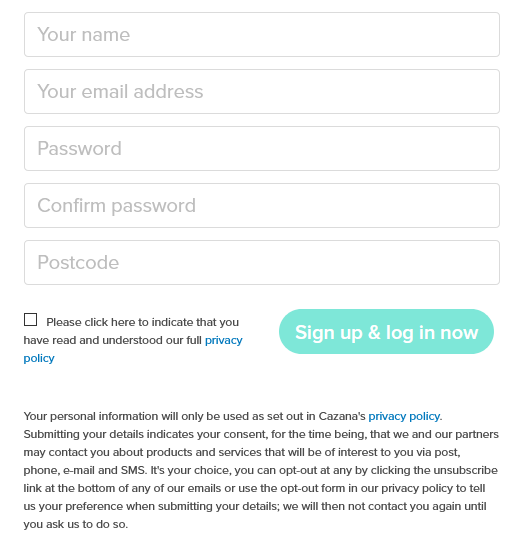 Your name
Your email address
Password
Confirm password
Postcode
Please click here to indicate that you
have read and understood our full privacy
policy
Sign up & log in now
Your personal information will only be used as set out in Cazana's privacy policy.
Submitting your details indicates your consent, for the time being, that we and our partners
may contact you about products and services that will be of interest to you via post,
phone, e-mail and SMS. It's your choice, you can opt-out at any by clicking the unsubscribe
link at the bottom of any of our emails or use the opt-out form in our privacy policy to tell
us your preference when submitting your details; we will then not contact you again until
you ask us to do so.